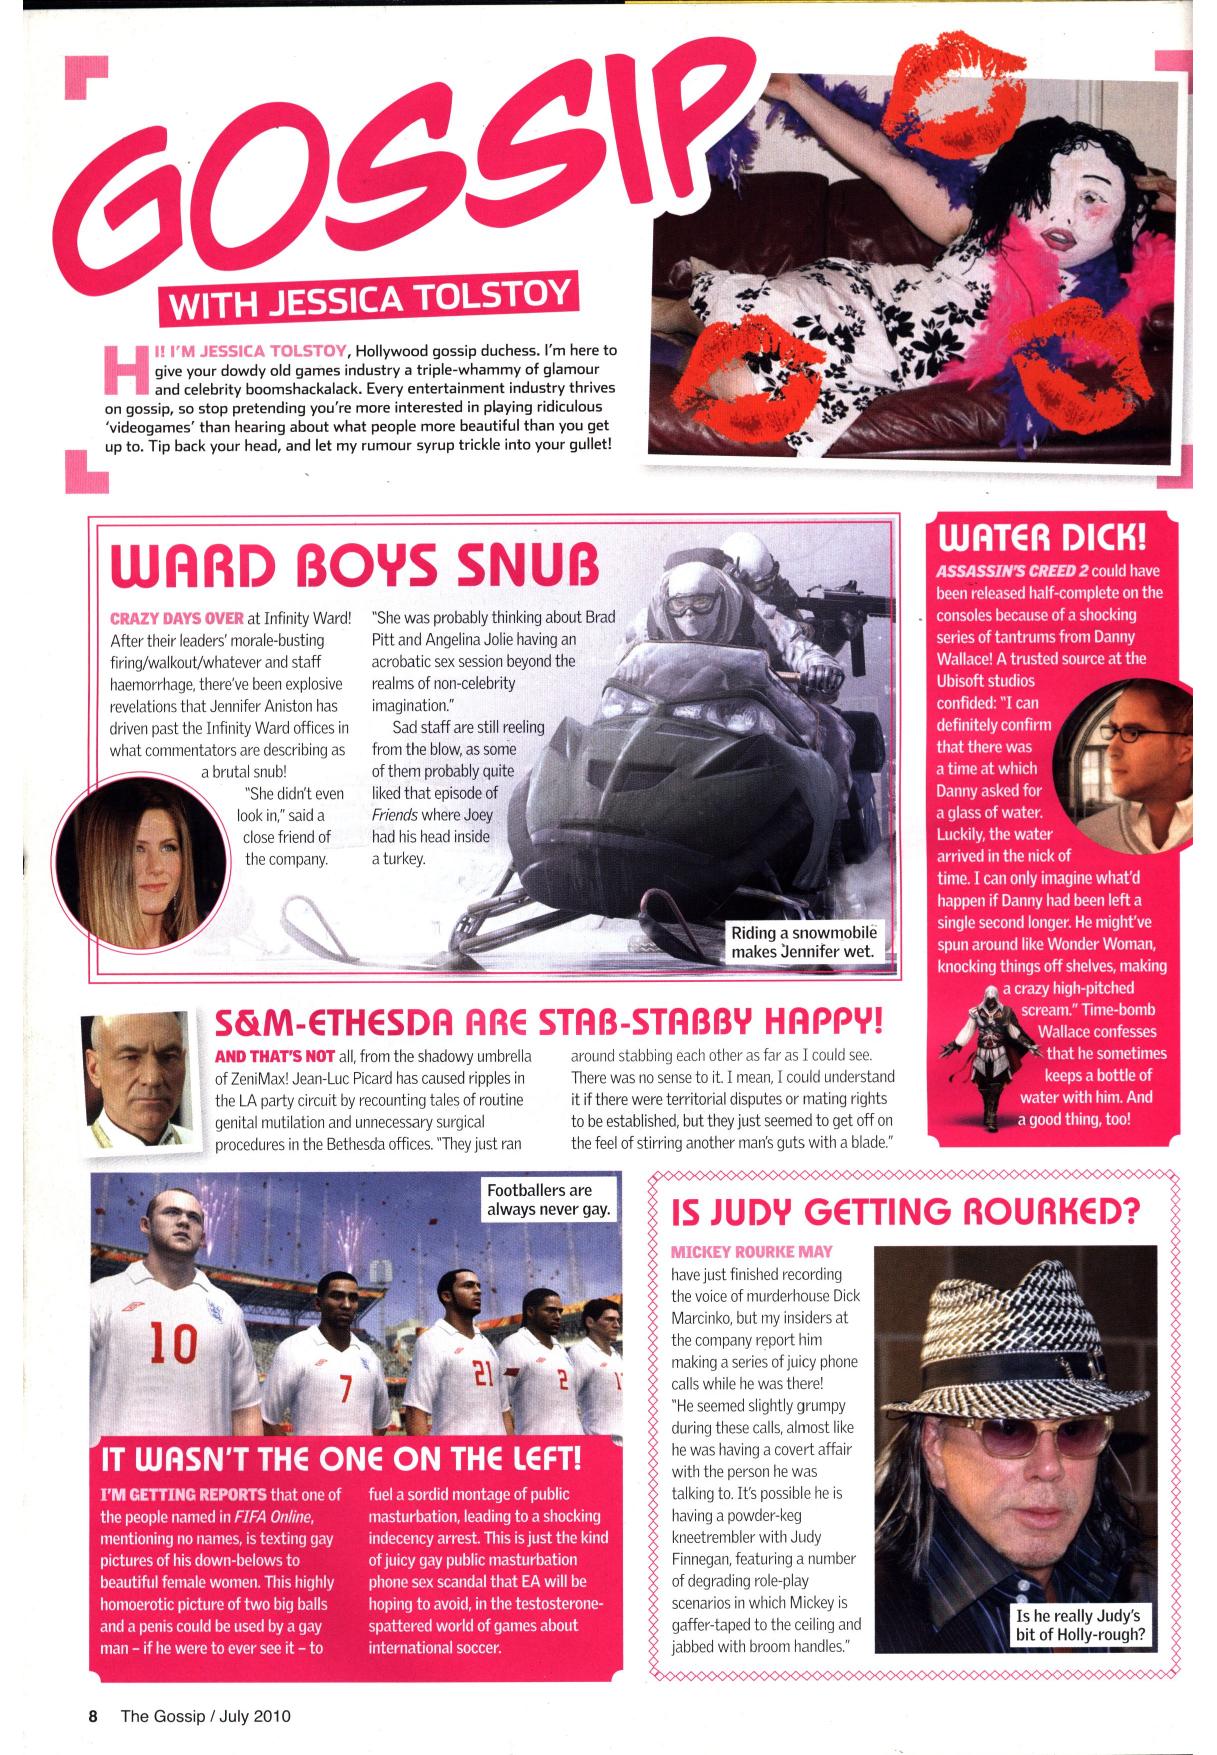 GOSSIP
WITH JESSICA TOLSTOY
HI! I'M JESSICA TOLSTOY, Hollywood gossip duchess. I'm here to
give your dowdy old games industry a triple-whammy of glamour
and celebrity boomshackalack. Every entertainment industry thrives
on gossip, so stop pretending you're more interested in playing ridiculous
'videogames' than hearing about what people more beautiful than you get
up to. Tip back your head, and let my rumour syrup trickle into your gullet!
WARD BOYS SNUB
CRAZY DAYS OVER at Infinity Ward!
After their leaders' morale-busting
firing/walkout/whatever and staff
haemorrhage, there've been explosive
revelations that Jennifer Aniston has
driven past the Infinity Ward offices in
what commentators are describing as
a brutal snub!
"She didn't even
look in," said a
close friend of
the company.
"She was probably thinking about Brad
Pitt and Angelina Jolie having an
acrobatic sex session beyond the
realms of non-celebrity
imagination."
Sad staff are still reeling
from the blow, as some
of them probably quite
liked that episode of
Friends where Joey
had his head inside
a turkey.
Riding a snowmobile
makes Jennifer wet.
WATER DICK!
ASSASSIN'S CREED 2 could have
been released half-complete on the
consoles because of a shocking
series of tantrums from Danny
Wallace! A trusted source at the
Ubisoft studios
confided: "I can
definitely confirm
that there was
a time at which
Danny asked for
a glass of water.
Luckily, the water
arrived in the nick of
time. I can only imagine what'd
happen if Danny had been left a
single second longer. He might've
spun around like Wonder Woman,
knocking things off shelves, making
a crazy high-pitched
scream." Time-bomb
Wallace confesses
that he sometimes
keeps a bottle of
water with him. And
a good thing, too!
S&M-ETHESDA ARE STAB-STABBY HAPPY!
AND THAT'S NOT all, from the shadowy umbrella
of ZeniMax! Jean-Luc Picard has caused ripples in
the LA party circuit by recounting tales of routine
genital mutilation and unnecessary surgical
procedures in the Bethesda offices. "They just ran
around stabbing each other as far as I could see.
There was no sense to it. I mean, I could understand
it if there were territorial disputes or mating rights
to be established, but they just seemed to get off on
the feel of stirring another man's guts with a blade."
Footballers are
always never gay.
10
7
21
2
1
IT WASN'T THE ONE ON THE LEFT!
I'M GETTING REPORTS that one of
the people named in FIFA Online,
mentioning no names, is texting gay
pictures of his down-belows to
beautiful female women. This highly
homoerotic picture of two big balls
and a penis could be used by a gay
man – if he were to ever see it – to
fuel a sordid montage of public
masturbation, leading to a shocking
indecency arrest. This is just the kind
of juicy gay public masturbation
phone sex scandal that EA will be
hoping to avoid, in the testosterone-
spattered world of games about
international soccer.
IS JUDY GETTING ROURKED?
MICKEY ROURKE MAY
have just finished recording
the voice of murderhouse Dick
Marcinko, but my insiders at
the company report him
making a series of juicy phone
calls while he was there!
"He seemed slightly grumpy
during these calls, almost like
he was having a covert affair
with the person he was
talking to. It's possible he is
having a powder-keg
kneetrembler with Judy
Finnegan, featuring a number
of degrading role-play
scenarios in which Mickey is
gaffer-taped to the ceiling and
jabbed with broom handles."
Is he really Judy's
bit of Holly-rough?
8 The Gossip / July 2010